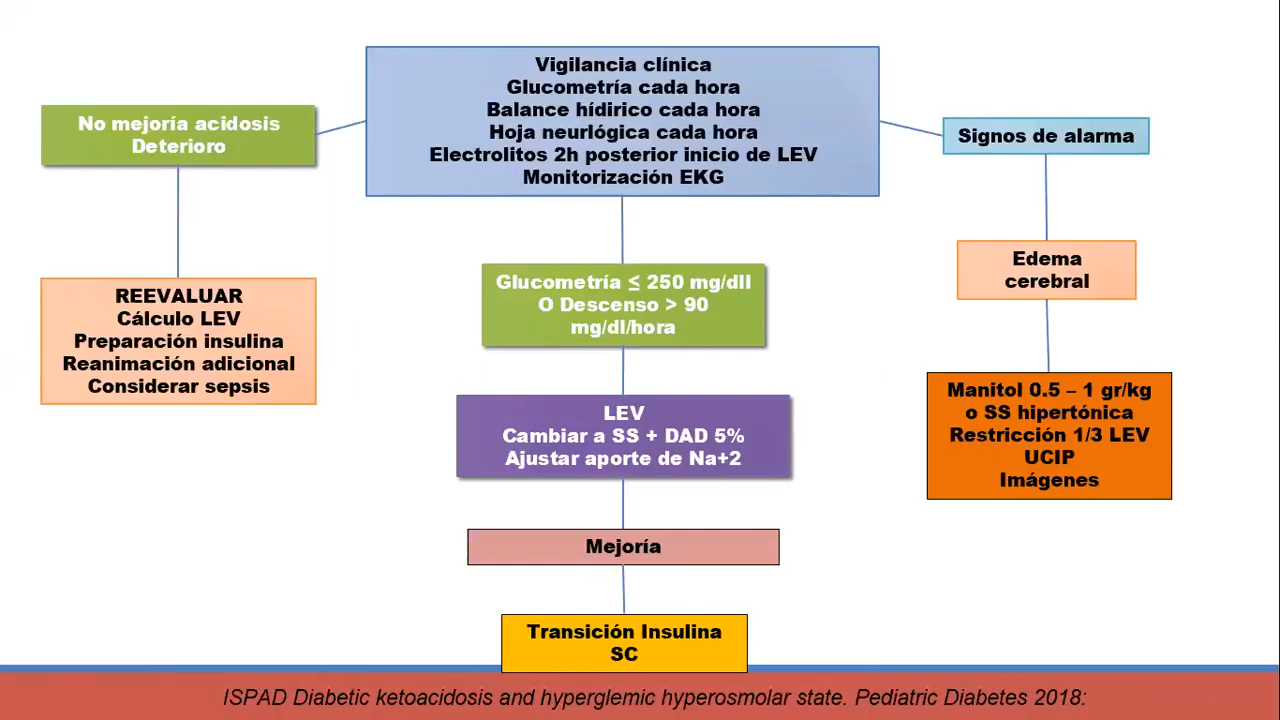 Vigilancia clínica
Glucometría cada hora
Balance hídirico cada hora
Hoja neurlógica cada hora
Electrolitos 2h posterior inicio de LEV
Monitorización EKG
No mejoría acidosis
Deterioro
REEVALUAR
Cálculo LEV
Preparación insulina
Reanimación adicional
Considerar sepsis
Glucometría ≤ 250 mg/dll
O Descenso > 90
mg/dl/hora
LEV
Cambiar a SS + DAD 5%
Ajustar aporte de Na+2
Mejoría
Transición Insulina
SC
Signos de alarma
Edema
cerebral
Manitol 0.5 – 1 gr/kg
o SS hipertónica
Restricción 1/3 LEV
UCIP
Imágenes
ISPAD Diabetic ketoacidosis and hyperglemic hyperosmolar state. Pediatric Diabetes 2018: